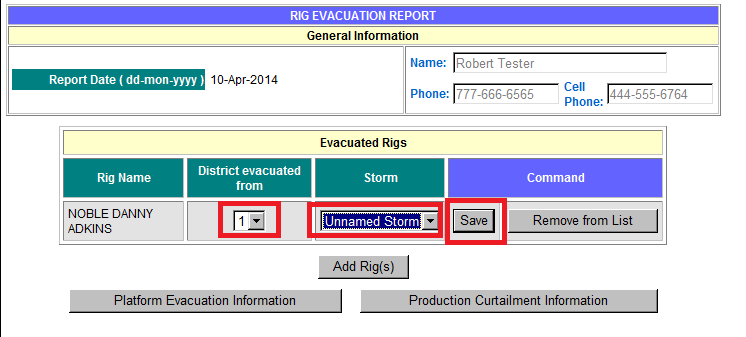 RIG EVACUATION REPORT
General Information
Report Date ( dd-mon-yyyy ) 10-Apr-2014
Name: Robert Tester
Phone: 777-666-6565 Cell Phone: 444-555-6764
Evacuated Rigs
Rig Name District evacuated from Storm Command
NOBLE DANNY ADKINS 1 Unnamed Storm Save Remove from List
Add Rig(s)
Platform Evacuation Information Production Curtailment Information